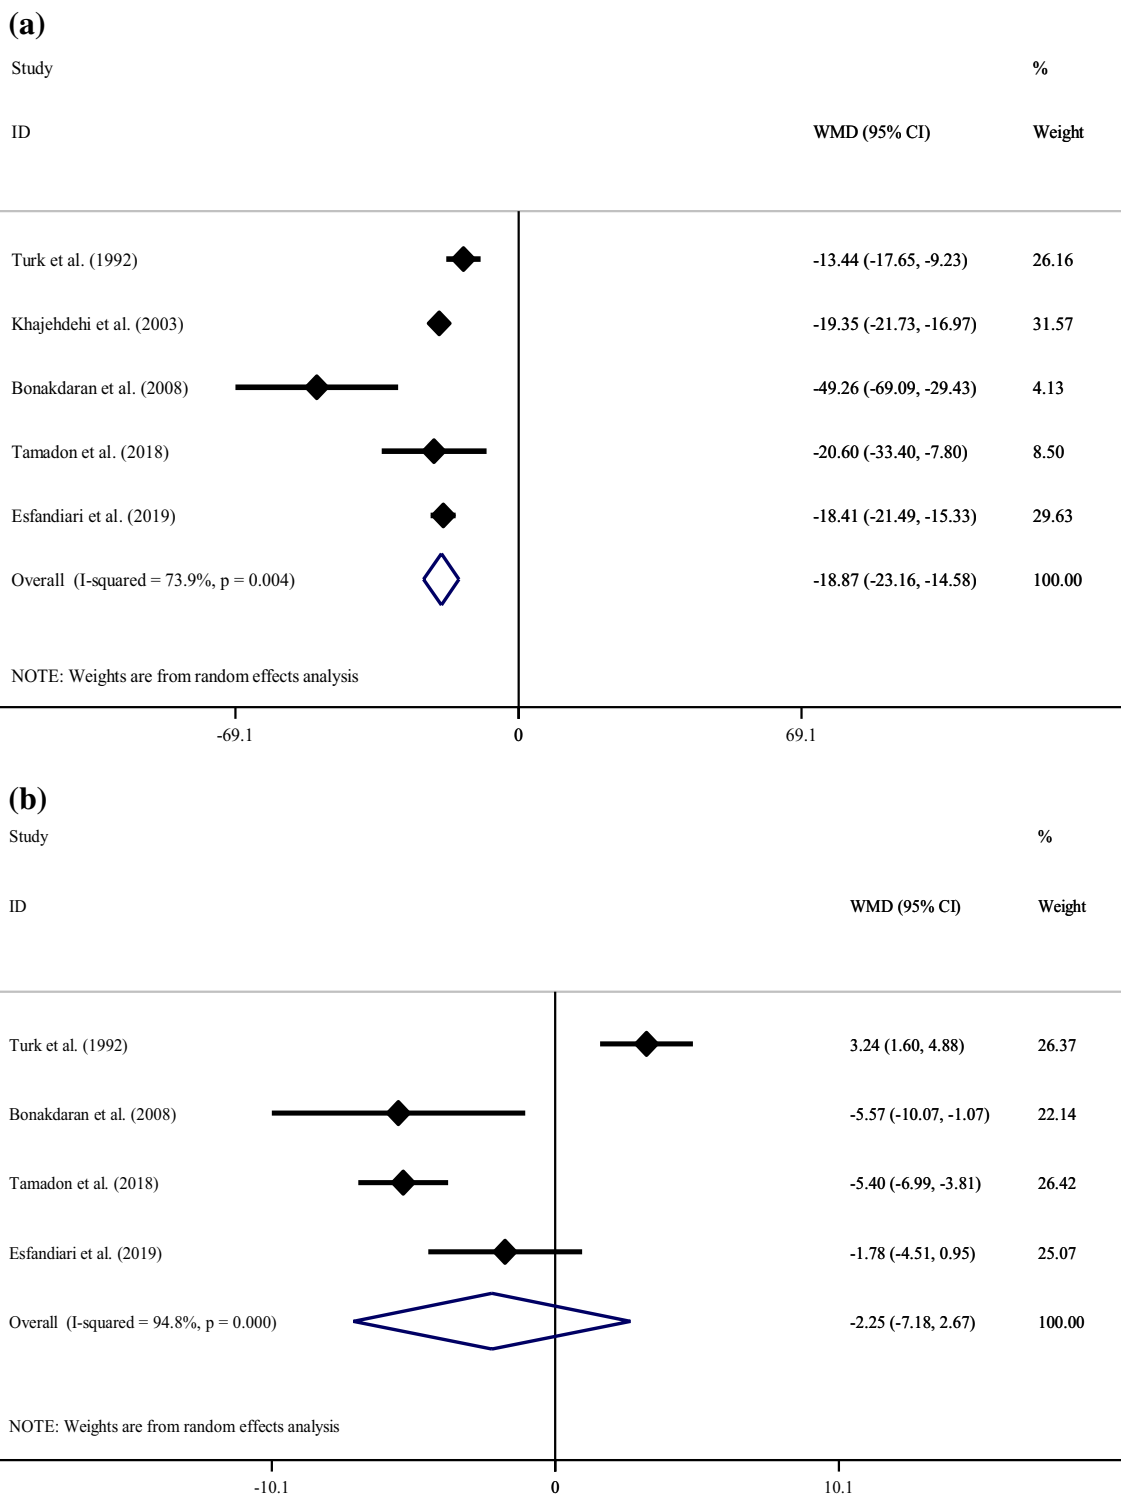 (a)
Study %
ID WMD (95% CI) Weight
Turk et al. (1992) -13.44 (-17.65, -9.23) 26.16
Khajehdehi et al. (2003) -19.35 (-21.73, -16.97) 31.57
Bonakdaran et al. (2008) -49.26 (-69.09, -29.43) 4.13
Tamadon et al. (2018) -20.60 (-33.40, -7.80) 8.50
Esfandiari et al. (2019) -18.41 (-21.49, -15.33) 29.63
Overall (I-squared = 73.9%, p = 0.004) -18.87 (-23.16, -14.58) 100.00
NOTE: Weights are from random effects analysis
-69.1 0 69.1
(b)
Study %
ID WMD (95% CI) Weight
Turk et al. (1992) 3.24 (1.60, 4.88) 26.37
Bonakdaran et al. (2008) -5.57 (-10.07, -1.07) 22.14
Tamadon et al. (2018) -5.40 (-6.99, -3.81) 26.42
Esfandiari et al. (2019) -1.78 (-4.51, 0.95) 25.07
Overall (I-squared = 94.8%, p = 0.000) -2.25 (-7.18, 2.67) 100.00
NOTE: Weights are from random effects analysis
-10.1 0 10.1